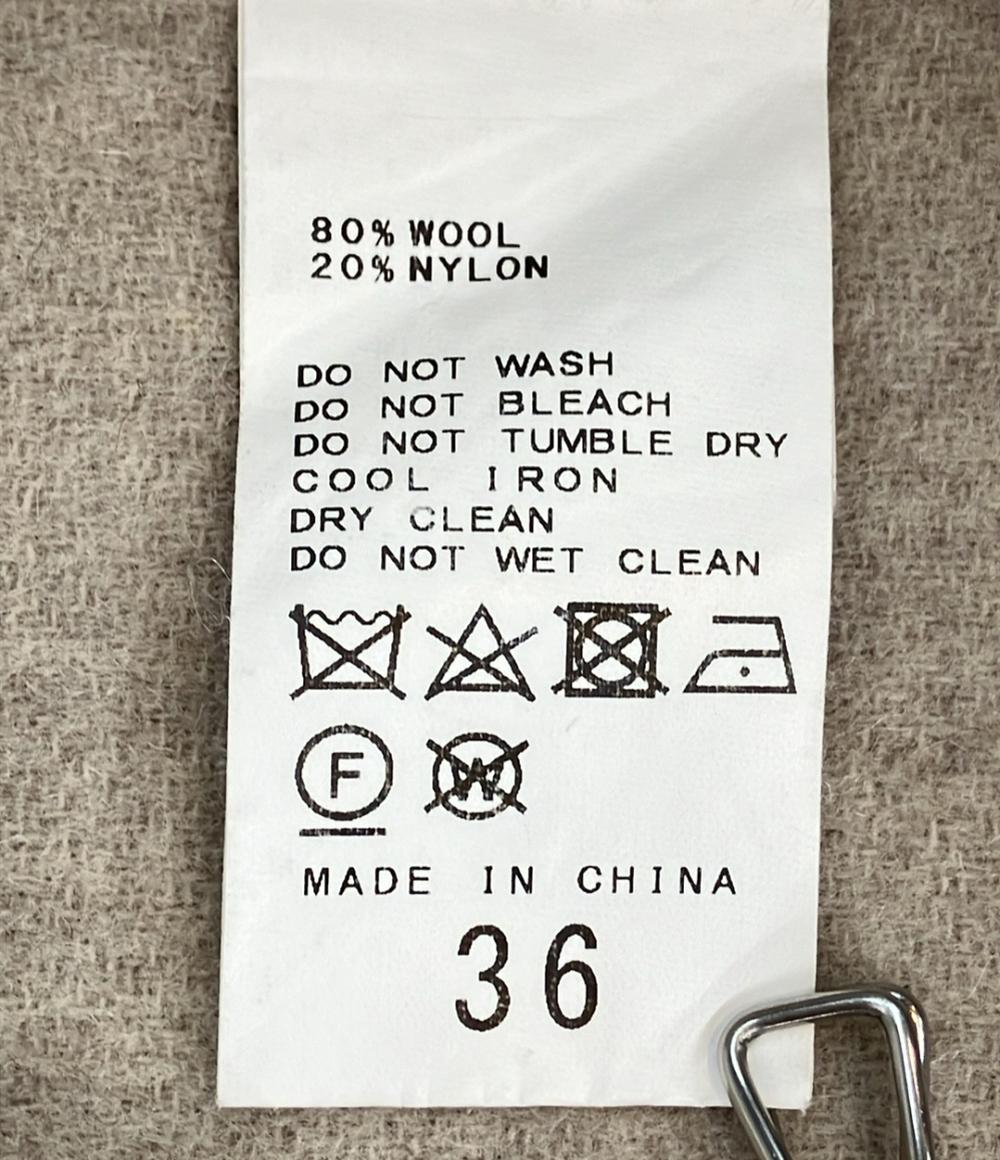 80% WOOL
20% NYLON
DO NOT WASH
DO NOT BLEACH
DO NOT TUMBLE DRY
COOL IRON
DRY CLEAN
DO NOT WET CLEAN
F W
MADE IN CHINA
36